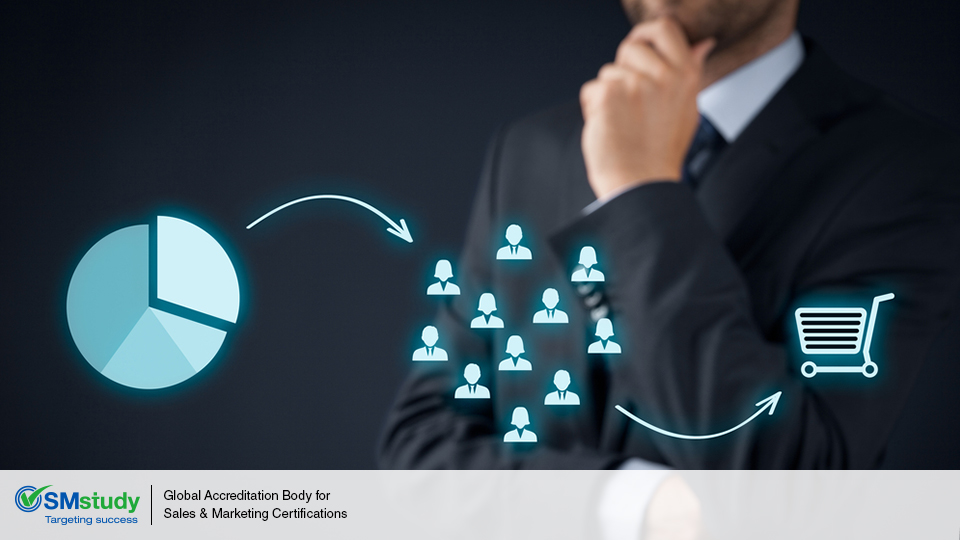 SMstudy
Targeting success
Global Accreditation Body for
Sales & Marketing Certifications